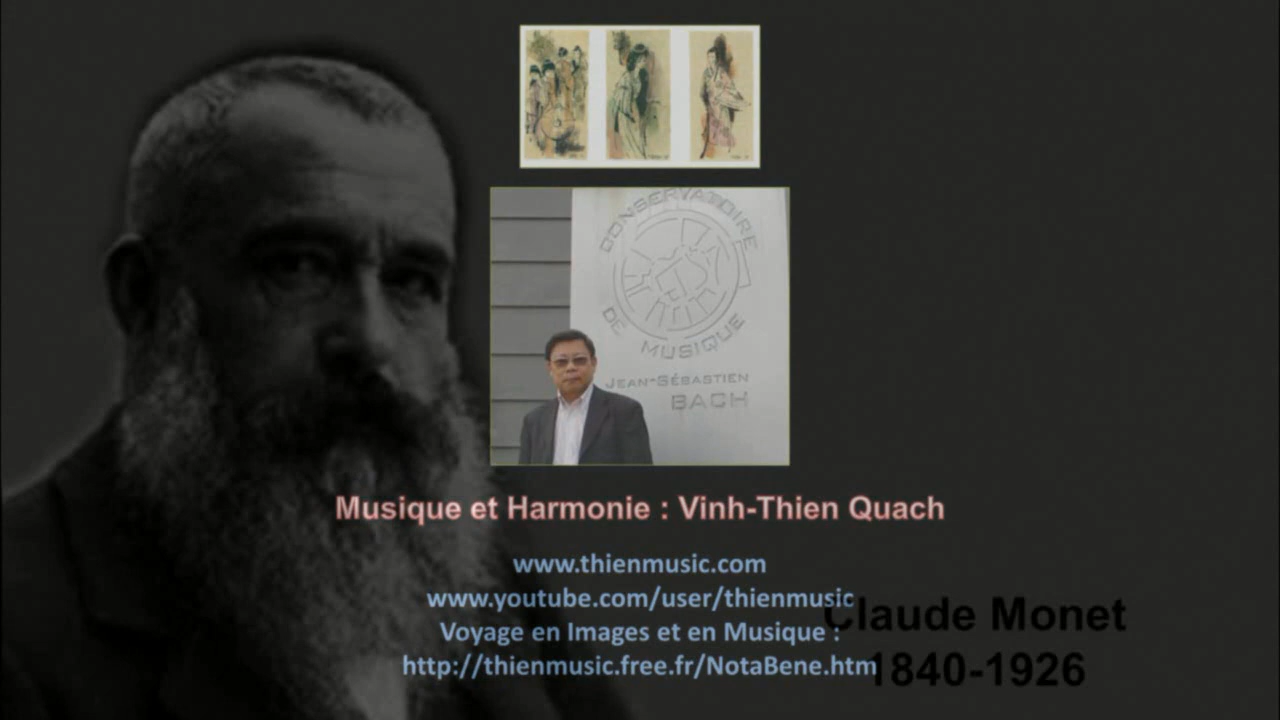 CONSERVATOIRE
DE MUSIQUE
JEAN-SÉBASTIEN
BACH
Musique et Harmonie : Vinh-Thien Quach
www.thienmusic.com
www.youtube.com/user/thienmusic
Voyage en Images et en Musique :
http://thienmusic.free.fr/NotaBene.htm
Claude Monet
1840-1926